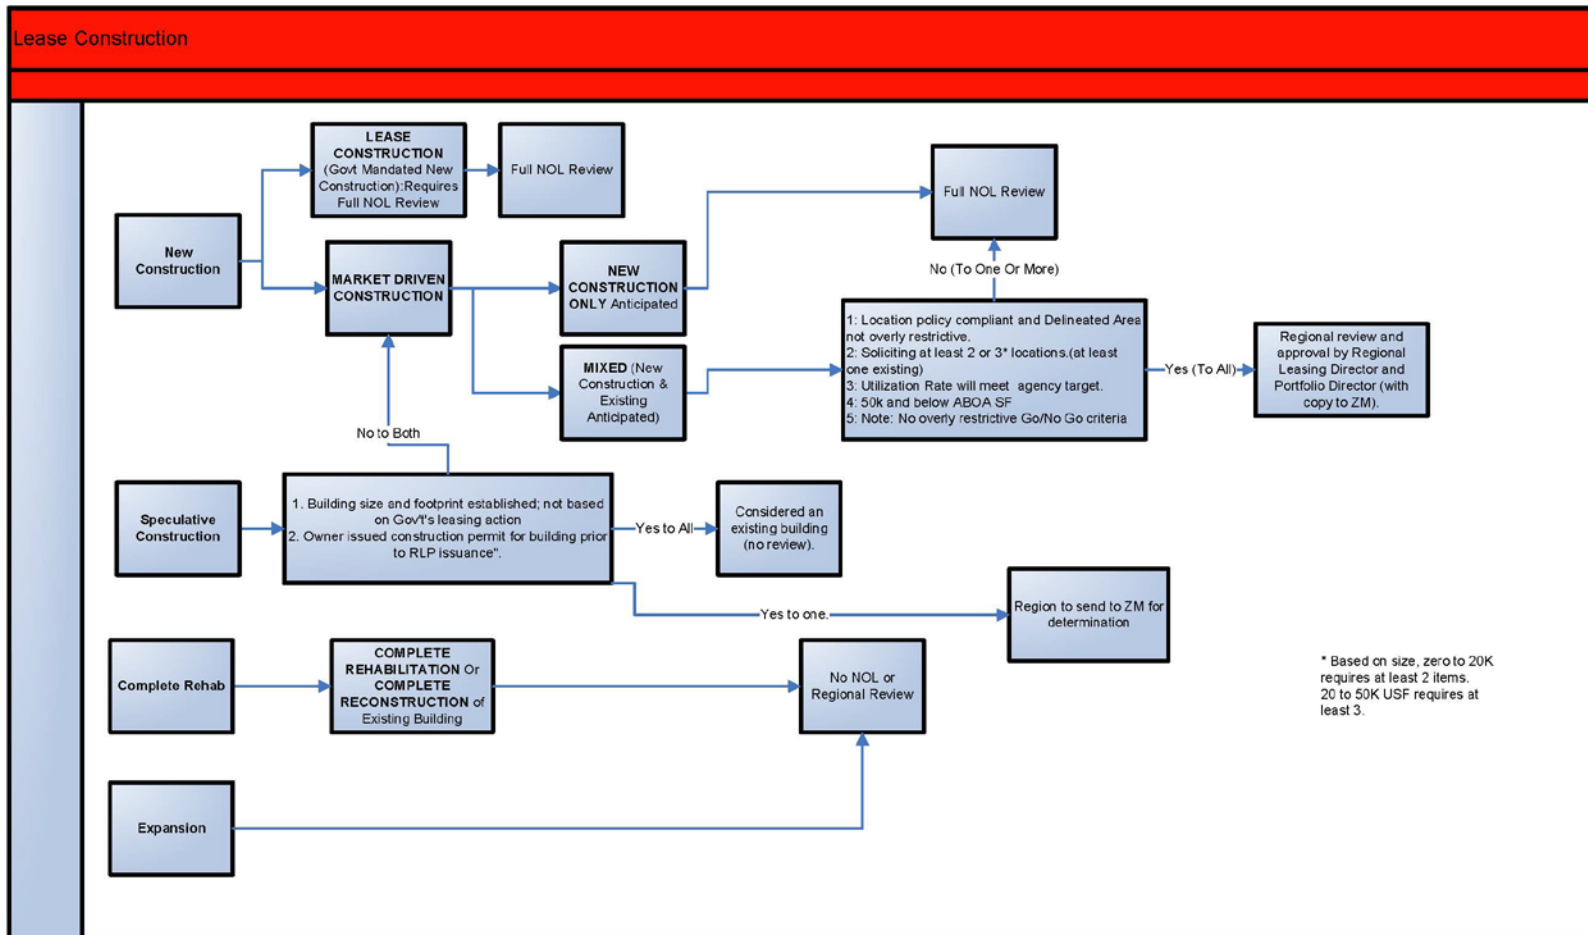 Lease Construction
LEASE
CONSTRUCTION
(Govt Mandated New
Construction):Requires
Full NOL Review
Full NOL Review
Full NOL Review
New
Construction
MARKET DRIVEN
CONSTRUCTION
NEW
CONSTRUCTION
ONLY Anticipated
No (To One Or More)
MIXED (New
Construction &
Existing
Anticipated)
1: Location policy compliant and Delineated Area
not overly restrictive.
2: Soliciting at least 2 or 3* locations.(at least
one existing)
3: Utilization Rate will meet agency target.
4: 50k and below ABOA SF
5: Note: No overly restrictive Go/No Go criteria
Yes (To All)
Regional review and
approval by Regional
Leasing Director and
Portfolio Director (with
copy to ZM).
No to Both
Speculative
Construction
1. Building size and footprint established; not based
on Gov't's leasing action
2. Owner issued construction permit for building prior
to RLP issuance".
Yes to All
Considered an
existing building
(no review).
Yes to one.
Region to send to ZM for
determination
Complete Rehab
COMPLETE
REHABILITATION Or
COMPLETE
RECONSTRUCTION of
Existing Building
No NOL or
Regional Review
* Based on size, zero to 20K
requires at least 2 items.
20 to 50K USF requires at
least 3.
Expansion